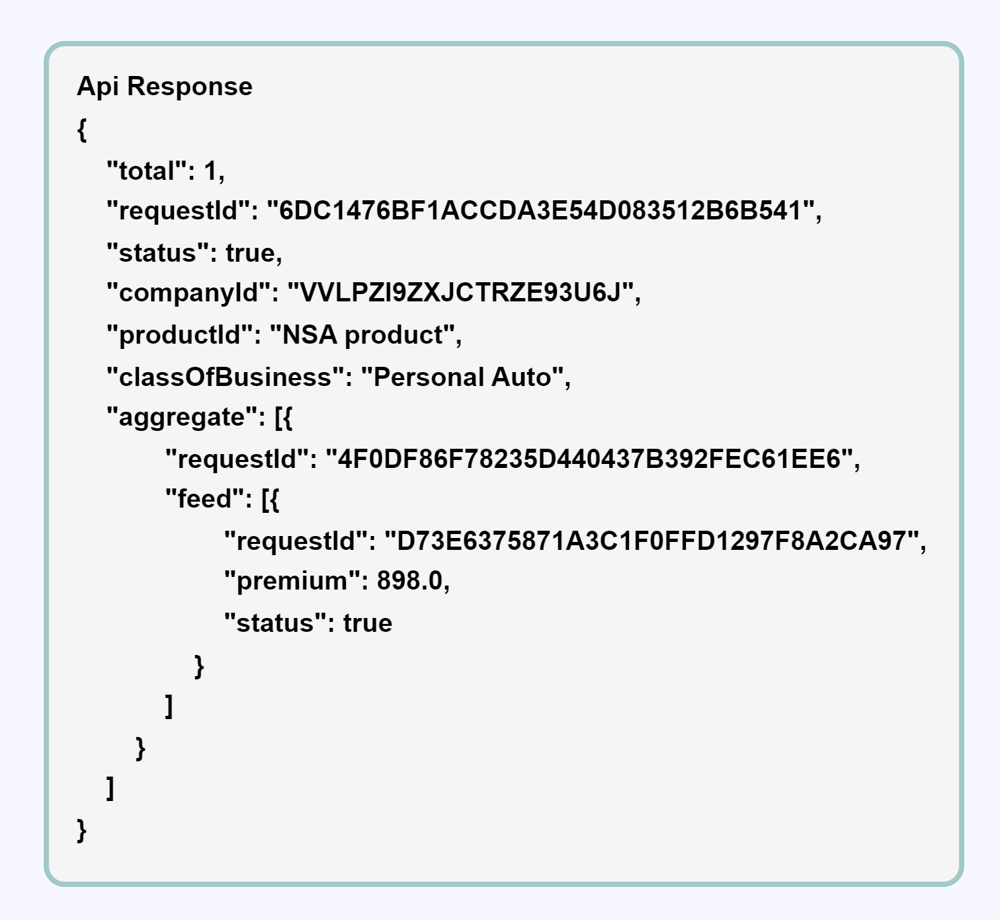 Api Response
{
"total": 1,
"requestId": "6DC1476BF1ACCDA3E54D083512B6B541",
"status": true,
"companyId": "VVLPZI9ZXJCTRZE93U6J",
"productId": "NSA product",
"classOfBusiness": "Personal Auto",
"aggregate": [{
"requestId": "4F0DF86F78235D440437B392FEC61EE6",
"feed": [{
"requestId": "D73E6375871A3C1F0FFD1297F8A2CA97",
"premium": 898.0,
"status": true
}
]
}
]
}